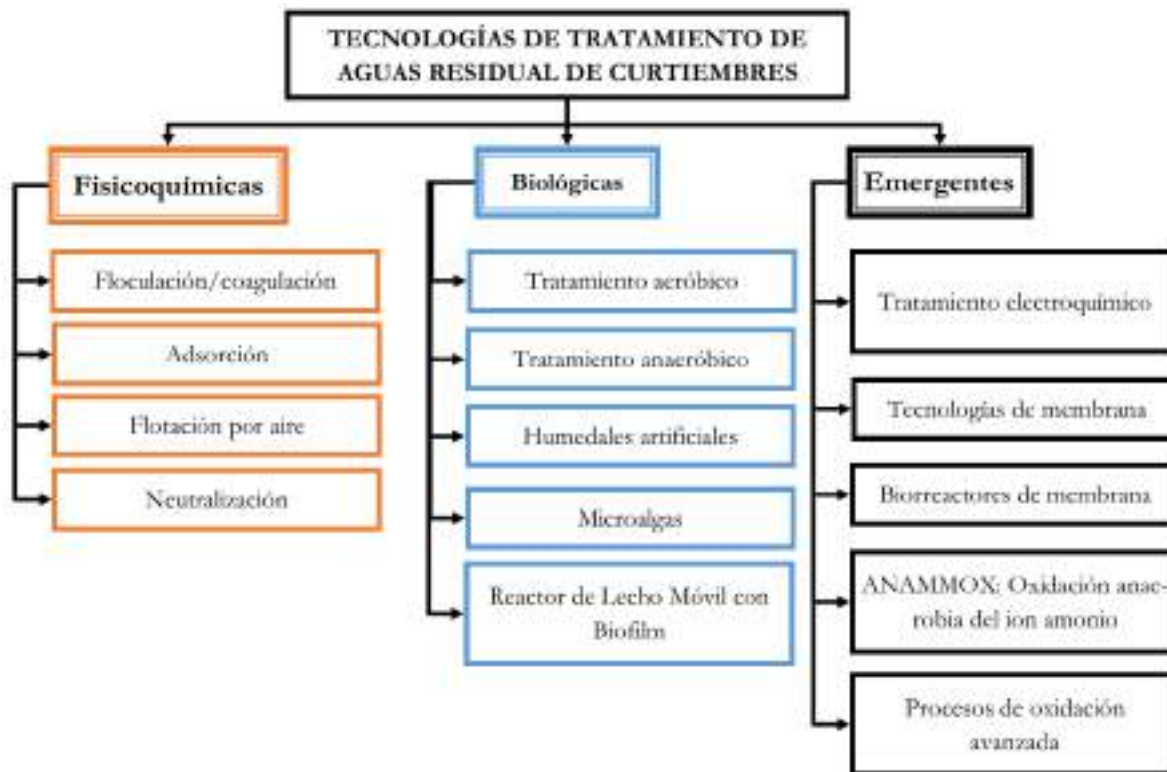 TECNOLOGÍAS DE TRATAMIENTO DE
AGUAS RESIDUAL DE CURTIEMBRES
Fisicoquímicas
Floculación/coagulación
Adsorción
Flotación por aire
Neutralización
Biológicas
Tratamiento aeróbico
Tratamiento anaeróbico
Humedales artificiales
Microalgas
Reactor de Lecho Móvil con
Biofilm
Emergentes
Tratamiento electroquímico
Tecnologías de membrana
Biorreactores de membrana
ANAMMOX: Oxidación anae-
robia del ion amonio
Procesos de oxidación
avanzada